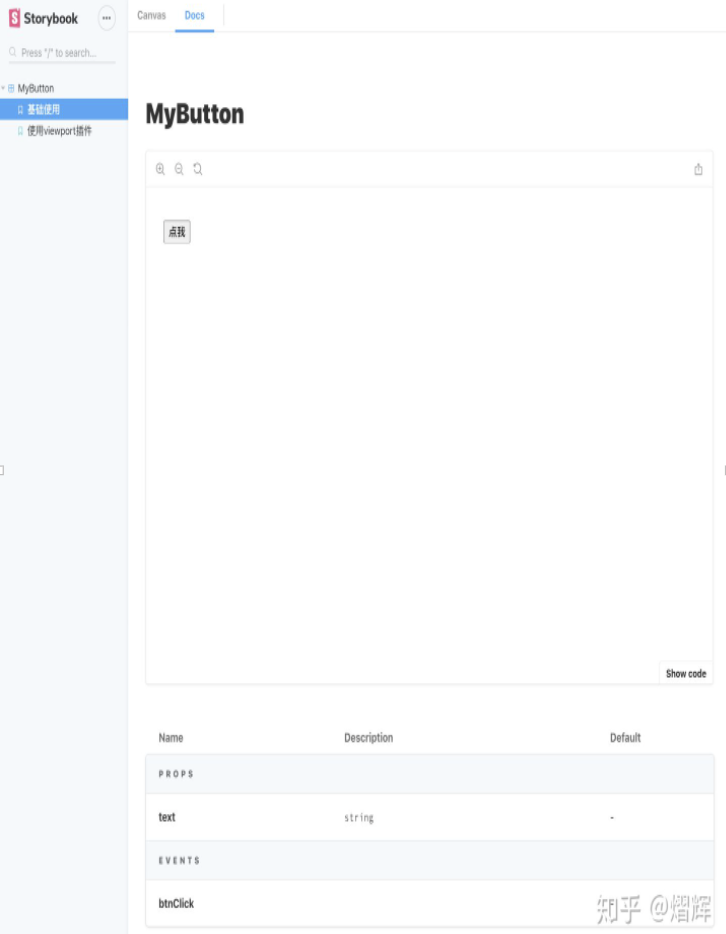 Storybook
Canvas Docs
Press "/" to search...
MyButton
基础使用
使用viewport插件
MyButton
点我
Show code
Name Description Default
PROPS
text string -
EVENTS
btnClick
知乎 @熠辉